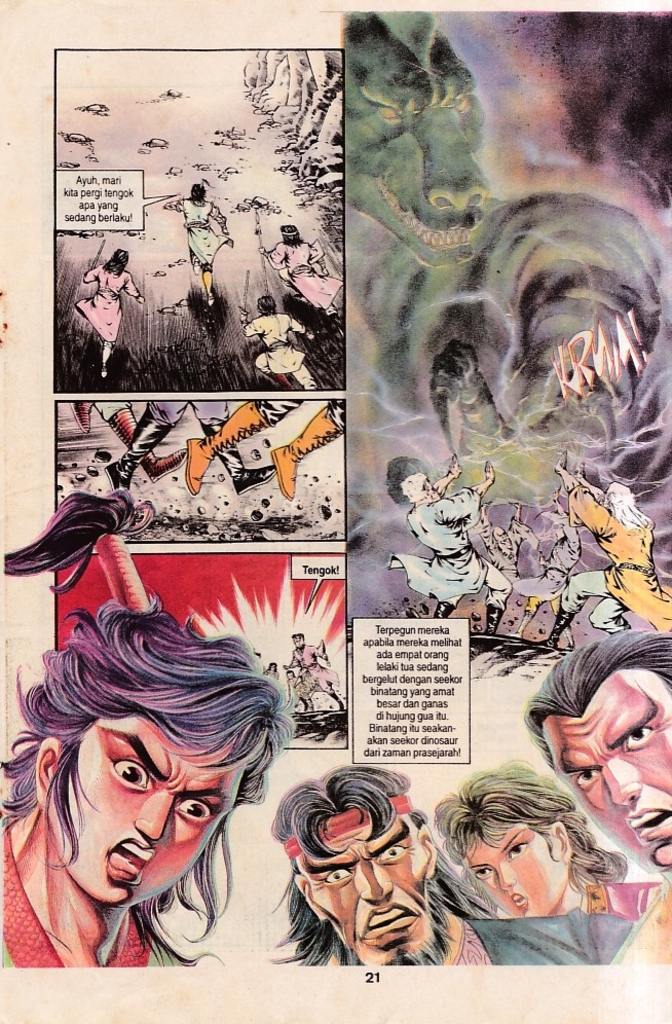 Ayuh, mari
kita pergi tengok
apa yang
sedang berlaku!
KRUM!
Tengok!
Terpegun mereka
apabila mereka melihat
ada empat orang
lelaki tua sedang
bergelut dengan seekor
binatang yang amat
besar dan ganas
di hujung gua itu.
Binatang itu seakan-
akan seekor dinosaur
dari zaman prasejarah!
21